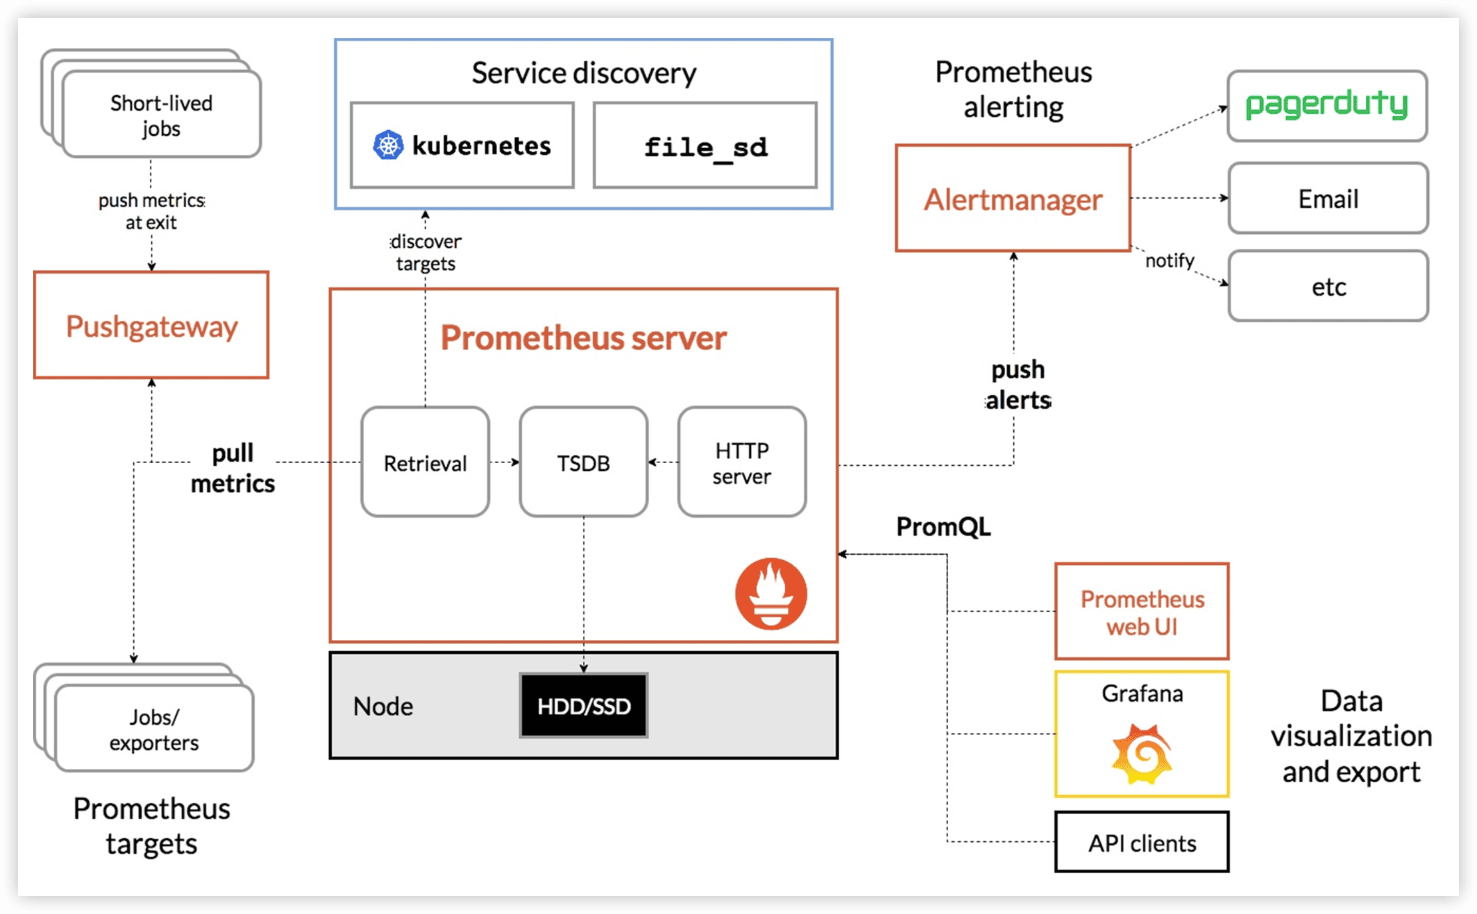 Short-lived
jobs
push metrics
at exit
Pushgateway
pull
metrics
Jobs/
exporters
Prometheus
targets
Service discovery
kubernetes
file_sd
discover
targets
Prometheus server
Retrieval
TSDB
HTTP
server
Node
HDD/SSD
Prometheus
alerting
Alertmanager
pagerduty
Email
notify
etc
push
alerts
PromQL
Prometheus
web UI
Grafana
API clients
Data
visualization
and export